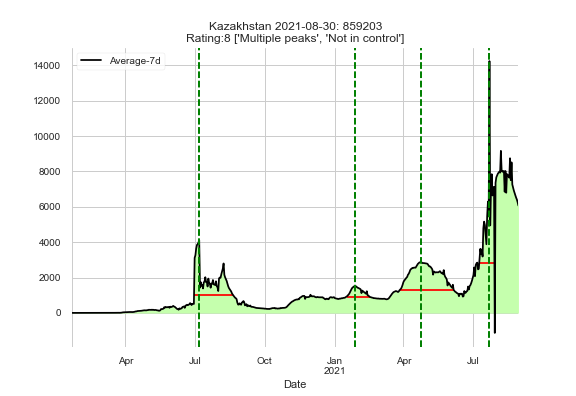 Kazakhstan 2021-08-30: 859203
Rating:8 ['Multiple peaks', 'Not in control']
Average-7d
14000
12000
10000
8000
6000
4000
2000
0
Apr
Jul
Oct
Jan
2021
Apr
Jul
Date